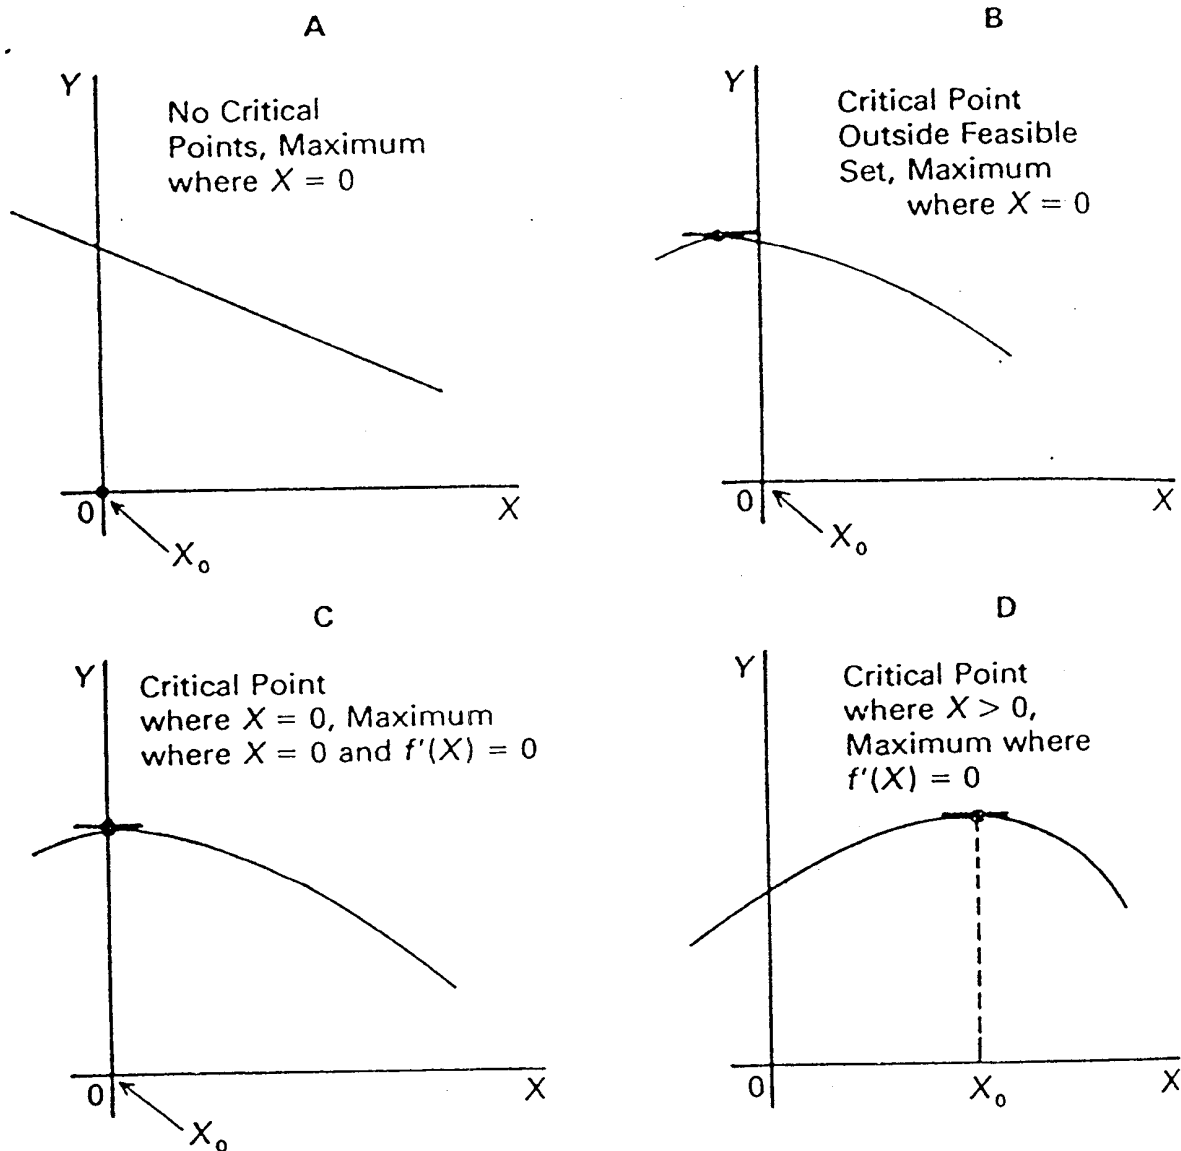 A
Y
No Critical
Points, Maximum
where X = 0
0
X
X₀
B
Y
Critical Point
Outside Feasible
Set, Maximum
where X = 0
0
X
X₀
C
Y
Critical Point
where X = 0, Maximum
where X = 0 and f'(X) = 0
0
X
X₀
D
Y
Critical Point
where X > 0,
Maximum where
f'(X) = 0
0
X₀
X